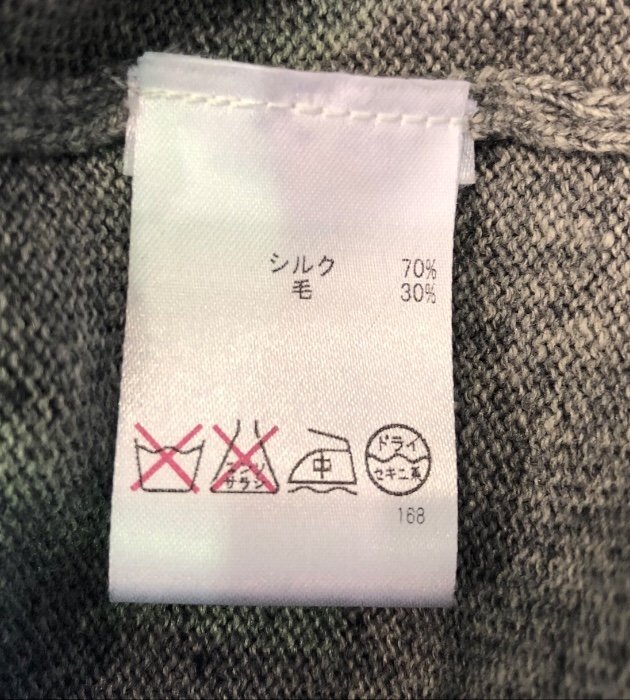 シルク 70%
毛 30%
エンソ
サラシ
中
ドライ
セキユ系
168